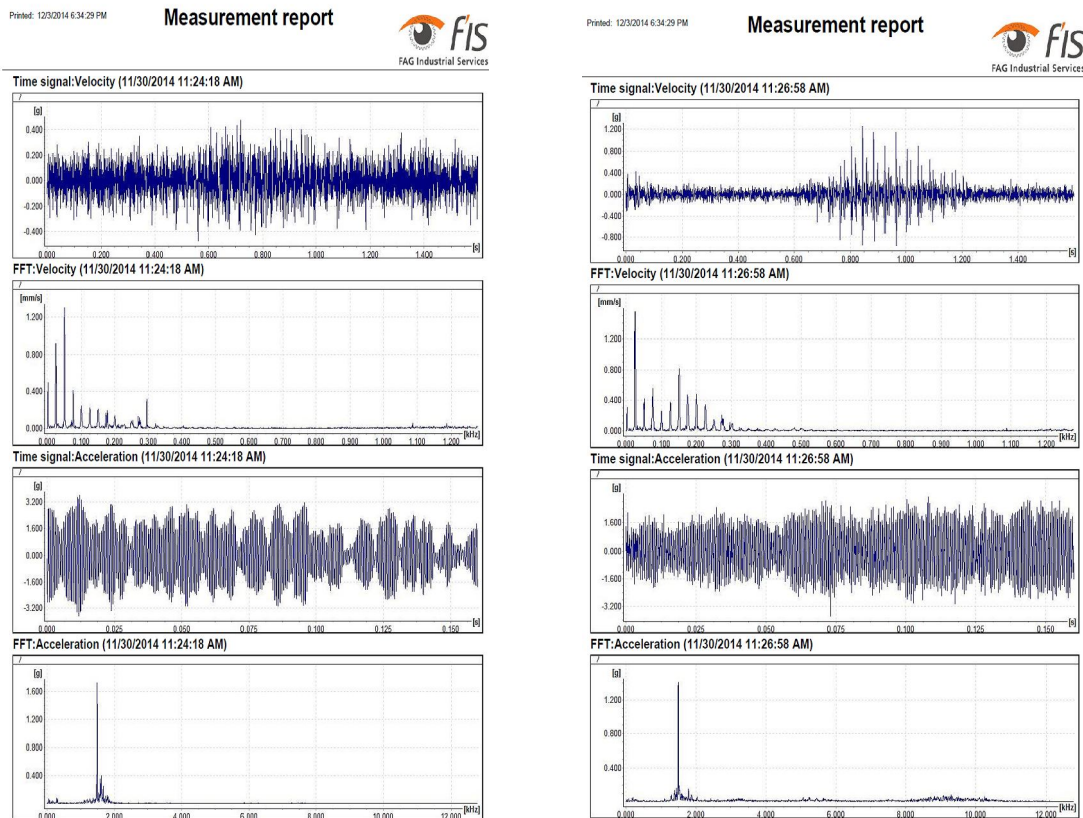 Printed: 12/3/2014 6:34:29 PM
Measurement report
fis
FAG Industrial Services
Time signal:Velocity (11/30/2014 11:24:18 AM)
/
[g]
0.400
0.200
0.000
-0.200
-0.400
0.000 0.200 0.400 0.600 0.800 1.000 1.200 1.400 [s]
FFT:Velocity (11/30/2014 11:24:18 AM)
/
[mm/s]
1.200
0.800
0.400
0.000
0.000 0.100 0.200 0.300 0.400 0.500 0.600 0.700 0.800 0.900 1.000 1.100 1.200 [kHz]
Time signal:Acceleration (11/30/2014 11:24:18 AM)
/
[g]
3.200
1.600
0.000
-1.600
-3.200
0.000 0.025 0.050 0.075 0.100 0.125 0.150 [s]
FFT:Acceleration (11/30/2014 11:24:18 AM)
/
[g]
1.600
1.200
0.800
0.400
0.000 2.000 4.000 6.000 8.000 10.000 12.000 [kHz]
Printed: 12/3/2014 6:34:29 PM
Measurement report
fis
FAG Industrial Services
Time signal:Velocity (11/30/2014 11:26:58 AM)
/
[g]
1.200
0.800
0.400
0.000
-0.400
-0.800
0.000 0.200 0.400 0.600 0.800 1.000 1.200 1.400 [s]
FFT:Velocity (11/30/2014 11:26:58 AM)
/
[mm/s]
1.200
0.800
0.400
0.000
0.000 0.100 0.200 0.300 0.400 0.500 0.600 0.700 0.800 0.900 1.000 1.100 1.200 [kHz]
Time signal:Acceleration (11/30/2014 11:26:58 AM)
/
[g]
1.600
0.000
-1.600
-3.200
0.000 0.025 0.050 0.075 0.100 0.125 0.150 [s]
FFT:Acceleration (11/30/2014 11:26:58 AM)
/
[g]
1.200
0.800
0.400
0.000 2.000 4.000 6.000 8.000 10.000 12.000 [kHz]